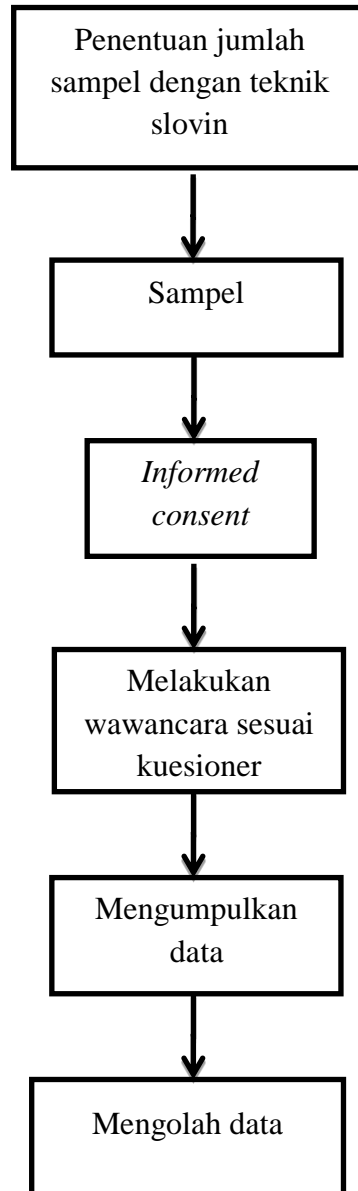 Penentuan jumlah
sampel dengan teknik
slovin
Sampel
Informed
consent
Melakukan
wawancara sesuai
kuesioner
Mengumpulkan
data
Mengolah data